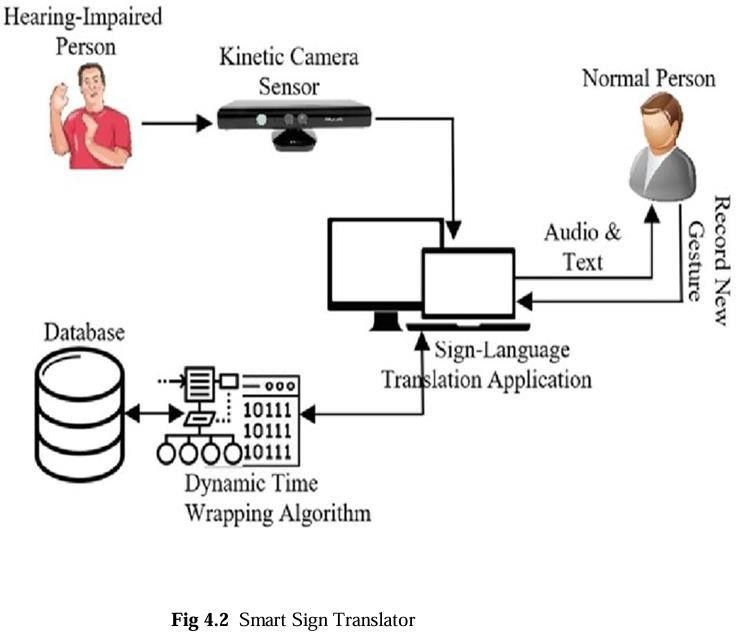 Hearing-Impaired
Person
Kinetic Camera
Sensor
Normal Person
Audio &
Text
Record New
Gesture
Sign-Language
Translation Application
Database
10111
10111
10111
Dynamic Time
Wrapping Algorithm
Fig 4.2 Smart Sign Translator